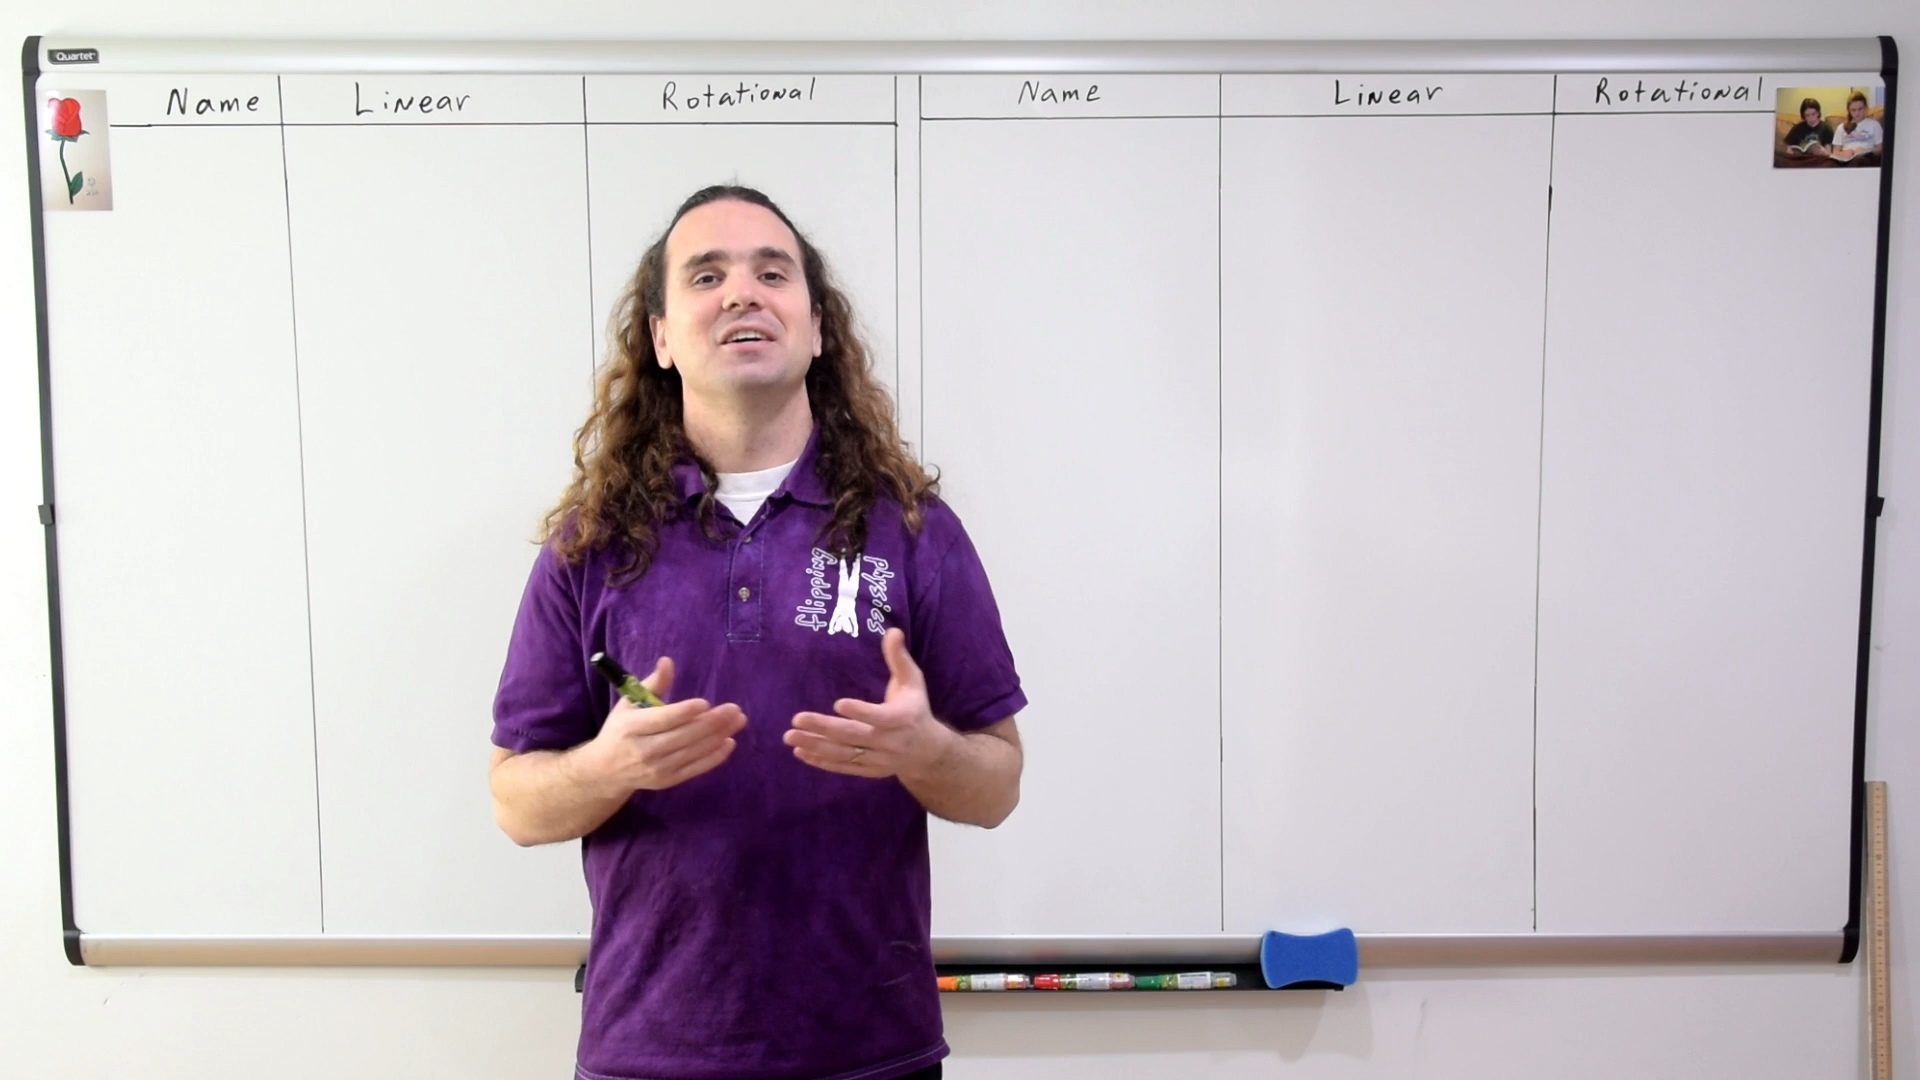 Quartet
Name Linear Rotational Name Linear Rotational
flipping physics